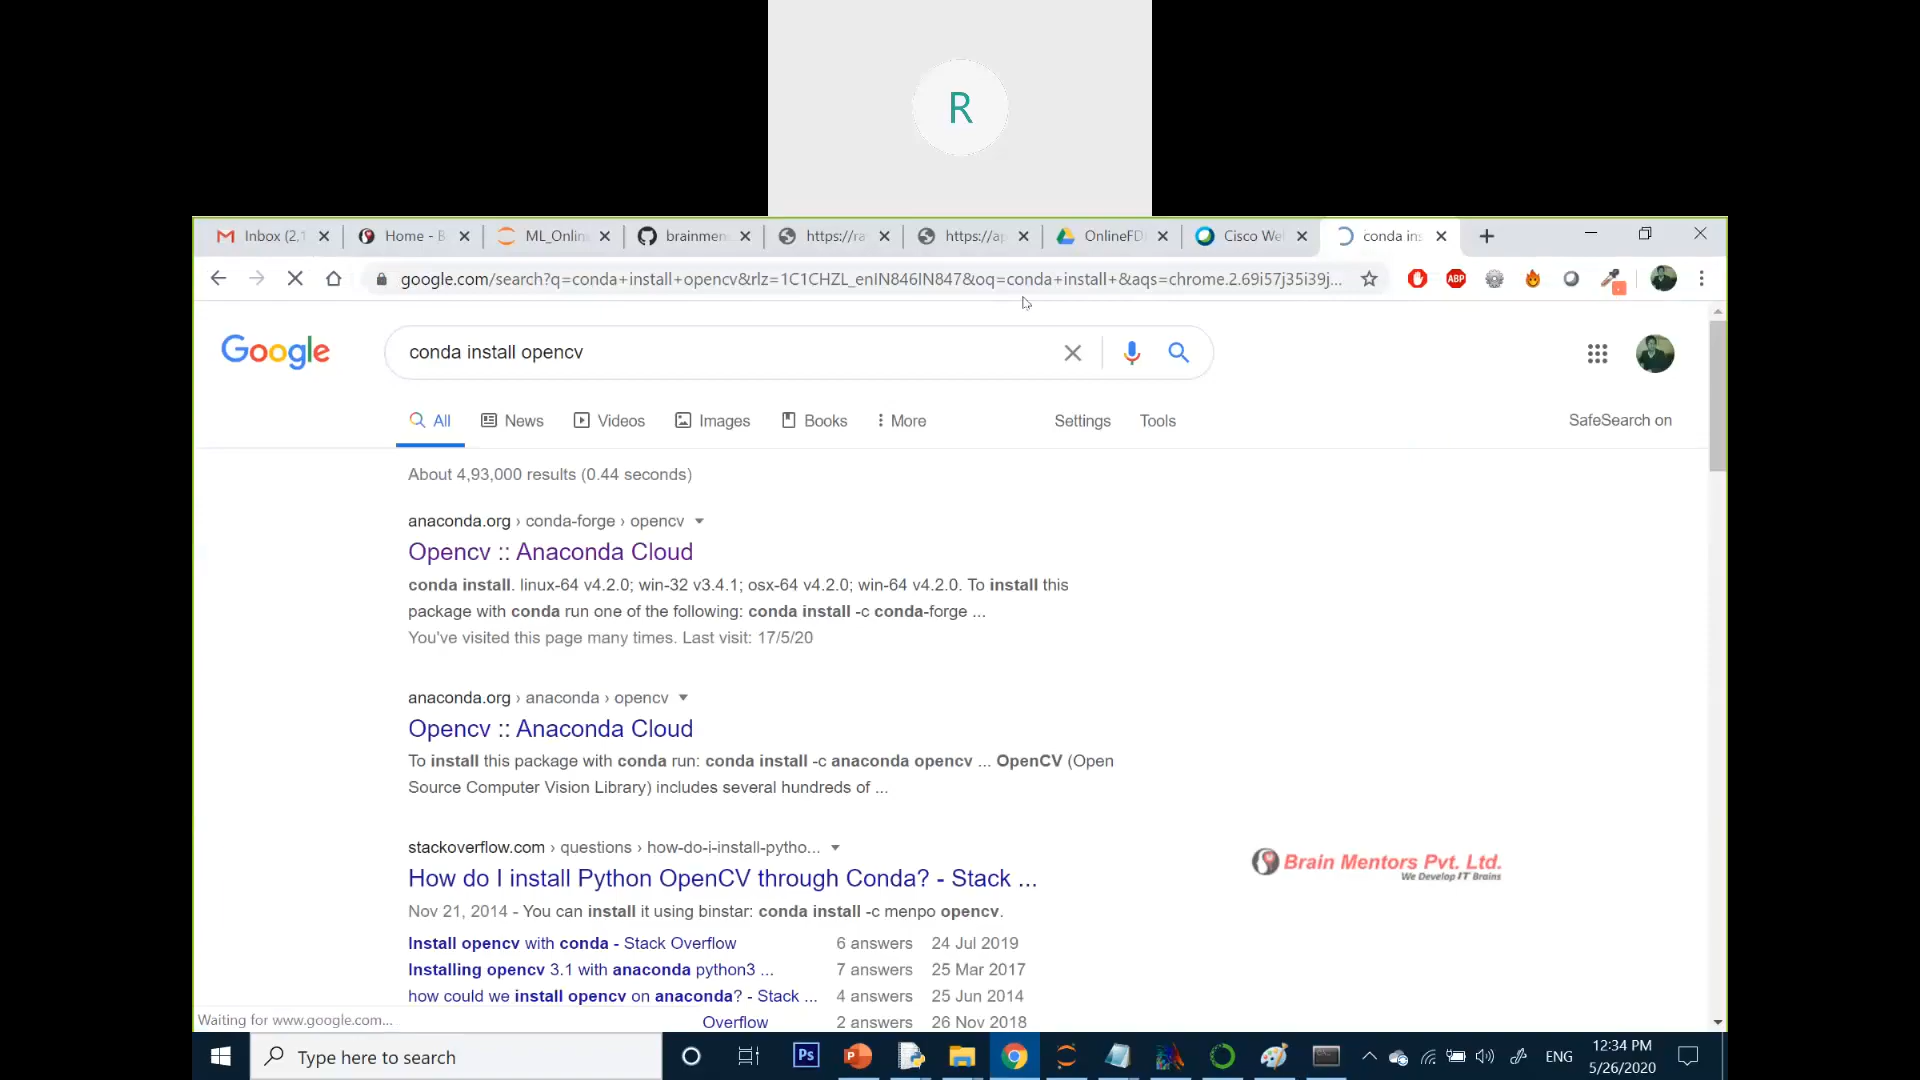 R
Inbox (2,1
Home - B
ML_Onlin
brainmen
https://ra
https://ap
OnlineFD
Cisco We
conda ins
google.com/search?q=conda+install+opencv&rlz=1C1CHZL_enIN846IN847&oq=conda+install+&aqs=chrome.2.69i57j35i39j...
ABP
Google
conda install opencv
All
News
Videos
Images
Books
More
Settings
Tools
SafeSearch on
About 4,93,000 results (0.44 seconds)
anaconda.org › conda-forge › opencv
Opencv :: Anaconda Cloud
conda install. linux-64 v4.2.0; win-32 v3.4.1; osx-64 v4.2.0; win-64 v4.2.0. To install this
package with conda run one of the following: conda install -c conda-forge ...
You've visited this page many times. Last visit: 17/5/20
anaconda.org › anaconda › opencv
Opencv :: Anaconda Cloud
To install this package with conda run: conda install -c anaconda opencv ... OpenCV (Open
Source Computer Vision Library) includes several hundreds of ...
stackoverflow.com › questions › how-do-i-install-pytho...
How do I install Python OpenCV through Conda? - Stack ...
Nov 21, 2014 - You can install it using binstar: conda install -c menpo opencv.
Install opencv with conda - Stack Overflow 6 answers 24 Jul 2019
Installing opencv 3.1 with anaconda python3 ... 7 answers 25 Mar 2017
how could we install opencv on anaconda? - Stack ... 4 answers 25 Jun 2014
Overflow 2 answers 26 Nov 2018
Brain Mentors Pvt. Ltd.
We Develop IT Brains
Waiting for www.google.com...
Type here to search
Ps
ENG
12:34 PM
5/26/2020